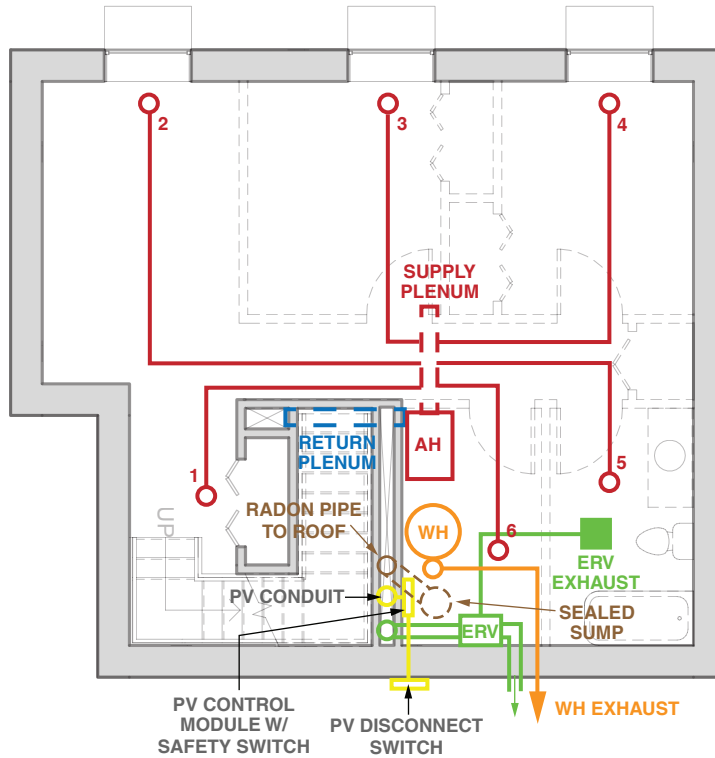 2
3
4
SUPPLY
PLENUM
RETURN
PLENUM
AH
1
5
UP
RADON PIPE
TO ROOF
WH
6
ERV
EXHAUST
PV CONDUIT
SEALED
SUMP
ERV
PV CONTROL
MODULE W/
SAFETY SWITCH
PV DISCONNECT
SWITCH
WH EXHAUST